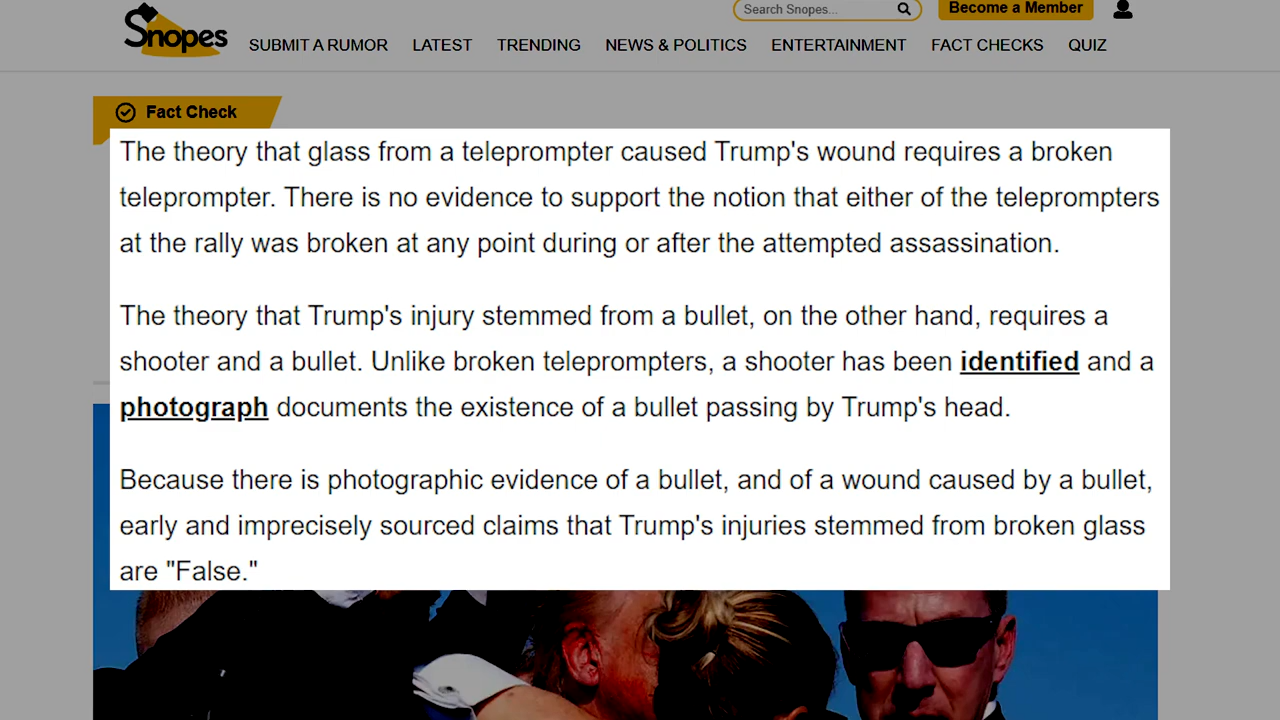 Snopes
Search Snopes...
Become a Member
SUBMIT A RUMOR LATEST TRENDING NEWS & POLITICS ENTERTAINMENT FACT CHECKS QUIZ
Fact Check
The theory that glass from a teleprompter caused Trump's wound requires a broken
teleprompter. There is no evidence to support the notion that either of the teleprompters
at the rally was broken at any point during or after the attempted assassination.
The theory that Trump's injury stemmed from a bullet, on the other hand, requires a
shooter and a bullet. Unlike broken teleprompters, a shooter has been identified and a
photograph documents the existence of a bullet passing by Trump's head.
Because there is photographic evidence of a bullet, and of a wound caused by a bullet,
early and imprecisely sourced claims that Trump's injuries stemmed from broken glass
are "False."